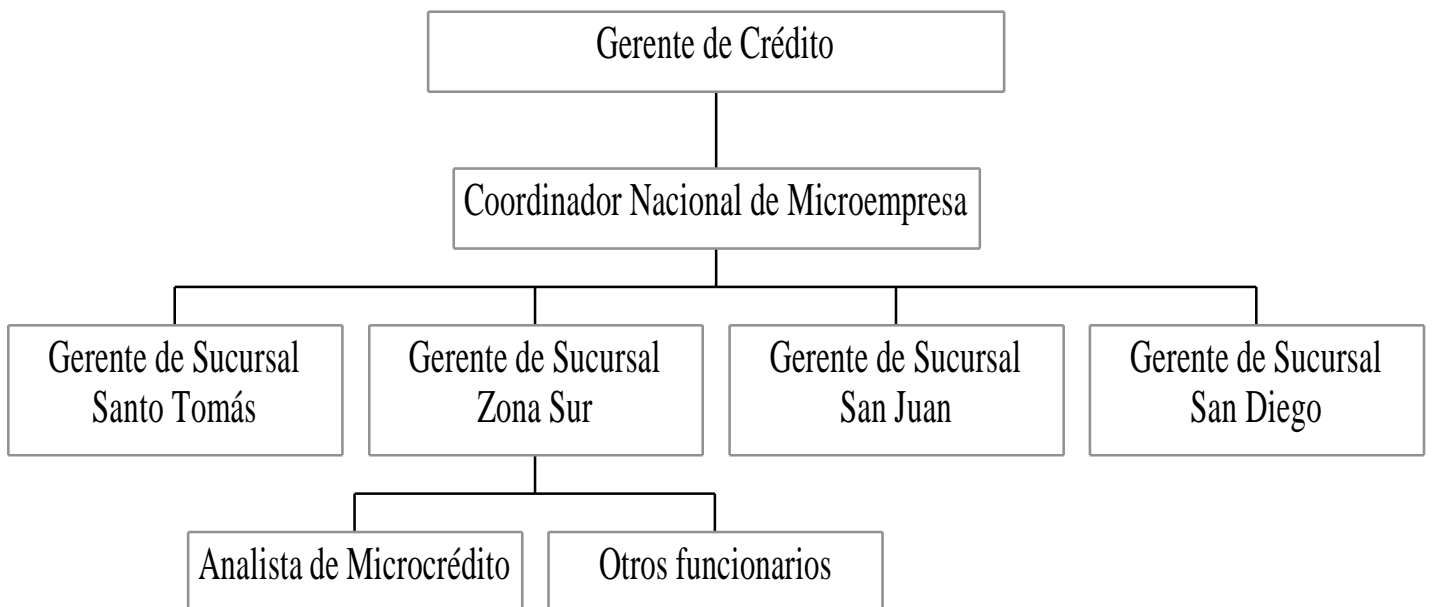 Gerente de Crédito
Coordinador Nacional de Microempresa
Gerente de Sucursal
Santo Tomás
Gerente de Sucursal
Zona Sur
Gerente de Sucursal
San Juan
Gerente de Sucursal
San Diego
Analista de Microcrédito
Otros funcionarios